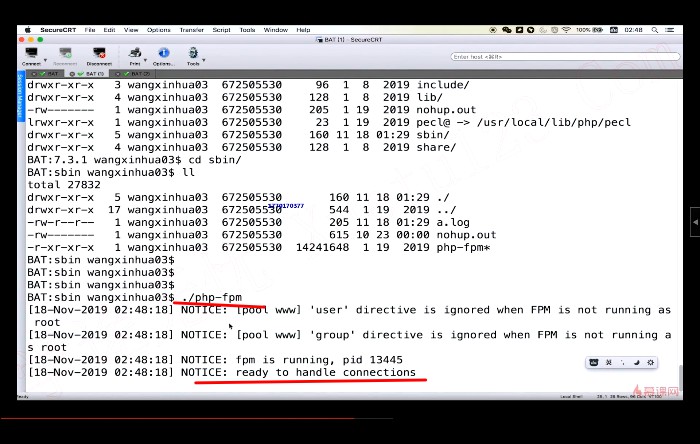 SecureCRT File Edit View Options Transfer Script Tools Window Help 100% 02:48
BAT (1) - SecureCRT
Connect Disconnect Print Options Tools Enter host <⌘R>
BAT BAT (1) BAT (2)
Session Manager
drwxr-xr-x 3 wangxinhua03 672505530 96 1 8 2019 include/
drwxr-xr-x 4 wangxinhua03 672505530 128 1 8 2019 lib/
-rw------- 1 wangxinhua03 672505530 205 1 19 2019 nohup.out
lrwxr-xr-x 1 wangxinhua03 672505530 23 1 19 2019 pecl@ -> /usr/local/lib/php/pecl
drwxr-xr-x 5 wangxinhua03 672505530 160 11 18 01:29 sbin/
drwxr-xr-x 4 wangxinhua03 672505530 128 1 8 2019 share/
BAT:7.3.1 wangxinhua03$ cd sbin/
BAT:sbin wangxinhua03$ ll
total 27832
drwxr-xr-x 5 wangxinhua03 672505530 160 11 18 01:29 ./
drwxr-xr-x 17 wangxinhua03 672505530 544 1 19 2019 ../
-rw-r--r-- 1 wangxinhua03 672505530 205 11 18 01:29 a.log
-rw------- 1 wangxinhua03 672505530 615 10 23 00:00 nohup.out
-r-xr-xr-x 1 wangxinhua03 672505530 14241648 1 19 2019 php-fpm*
BAT:sbin wangxinhua03$
BAT:sbin wangxinhua03$
BAT:sbin wangxinhua03$
BAT:sbin wangxinhua03$ ./php-fpm
[18-Nov-2019 02:48:18] NOTICE: [pool www] 'user' directive is ignored when FPM is not running as
root
[18-Nov-2019 02:48:18] NOTICE: [pool www] 'group' directive is ignored when FPM is not running a
s root
[18-Nov-2019 02:48:18] NOTICE: fpm is running, pid 13445
[18-Nov-2019 02:48:18] NOTICE: ready to handle connections
英
慕课网
Ready Local Shell